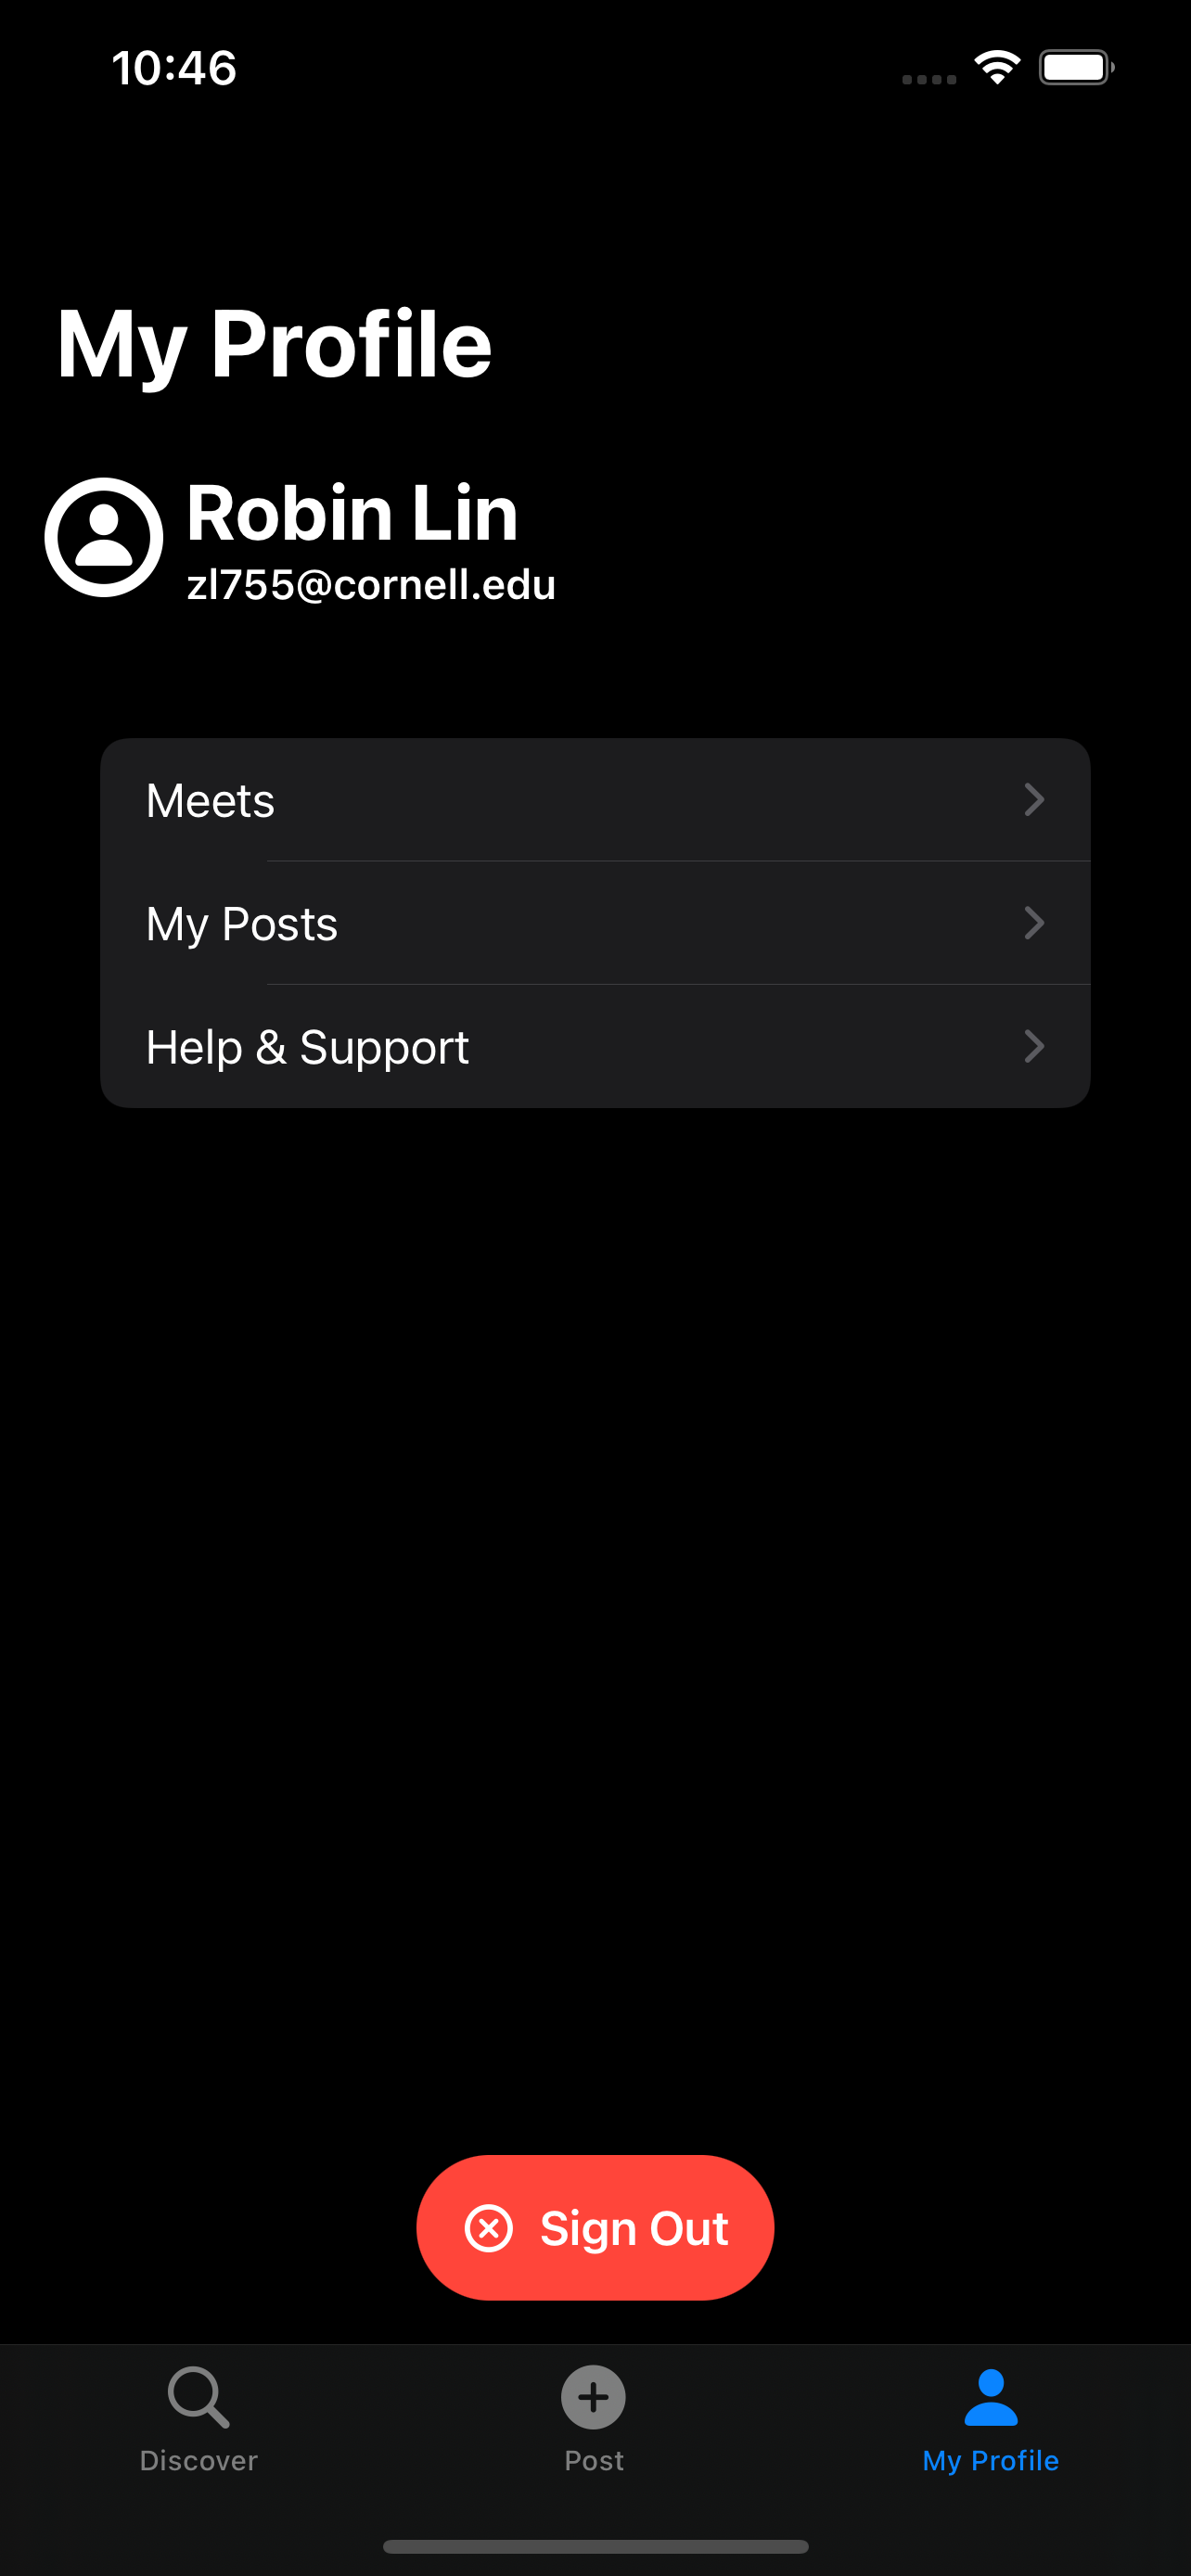 10:46
My Profile
Robin Lin
zl755@cornell.edu
Meets
My Posts
Help & Support
Sign Out
Discover
Post
My Profile